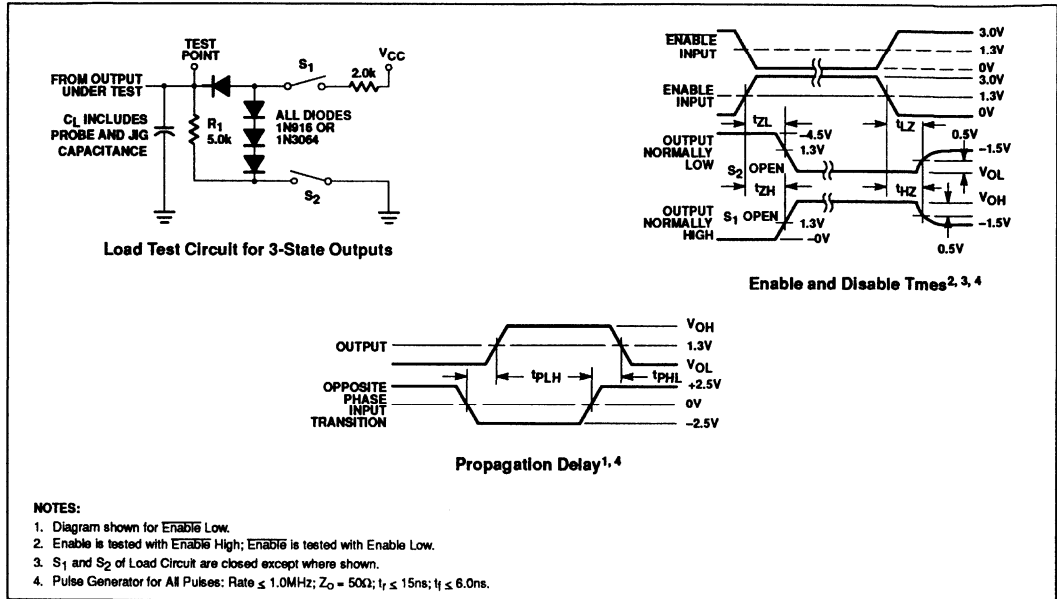 TEST
POINT
S1
2.0k
VCC
FROM OUTPUT
UNDER TEST
CL INCLUDES
PROBE AND JIG
CAPACITANCE
R1
5.0k
ALL DIODES
1N916 OR
1N3064
S2
Load Test Circuit for 3-State Outputs
ENABLE
INPUT
3.0V
1.3V
0V
ENABLE
INPUT
3.0V
1.3V
0V
tZL
tLZ
0.5V
OUTPUT
NORMALLY
LOW
~4.5V
1.3V
S2 OPEN
~1.5V
VOL
tZH
tHZ
VOH
OUTPUT
NORMALLY
HIGH
S1 OPEN
1.3V
~0V
~1.5V
0.5V
Enable and Disable Tmes2, 3, 4
OUTPUT
VOH
1.3V
VOL
tPLH
tPHL
OPPOSITE
PHASE
INPUT
TRANSITION
+2.5V
0V
–2.5V
Propagation Delay1, 4
NOTES:
1. Diagram shown for Enable Low.
2. Enable is tested with Enable High; Enable is tested with Enable Low.
3. S1 and S2 of Load Circuit are closed except where shown.
4. Pulse Generator for All Pulses: Rate ≤ 1.0MHz; ZO = 50Ω; tr ≤ 15ns; tf ≤ 6.0ns.